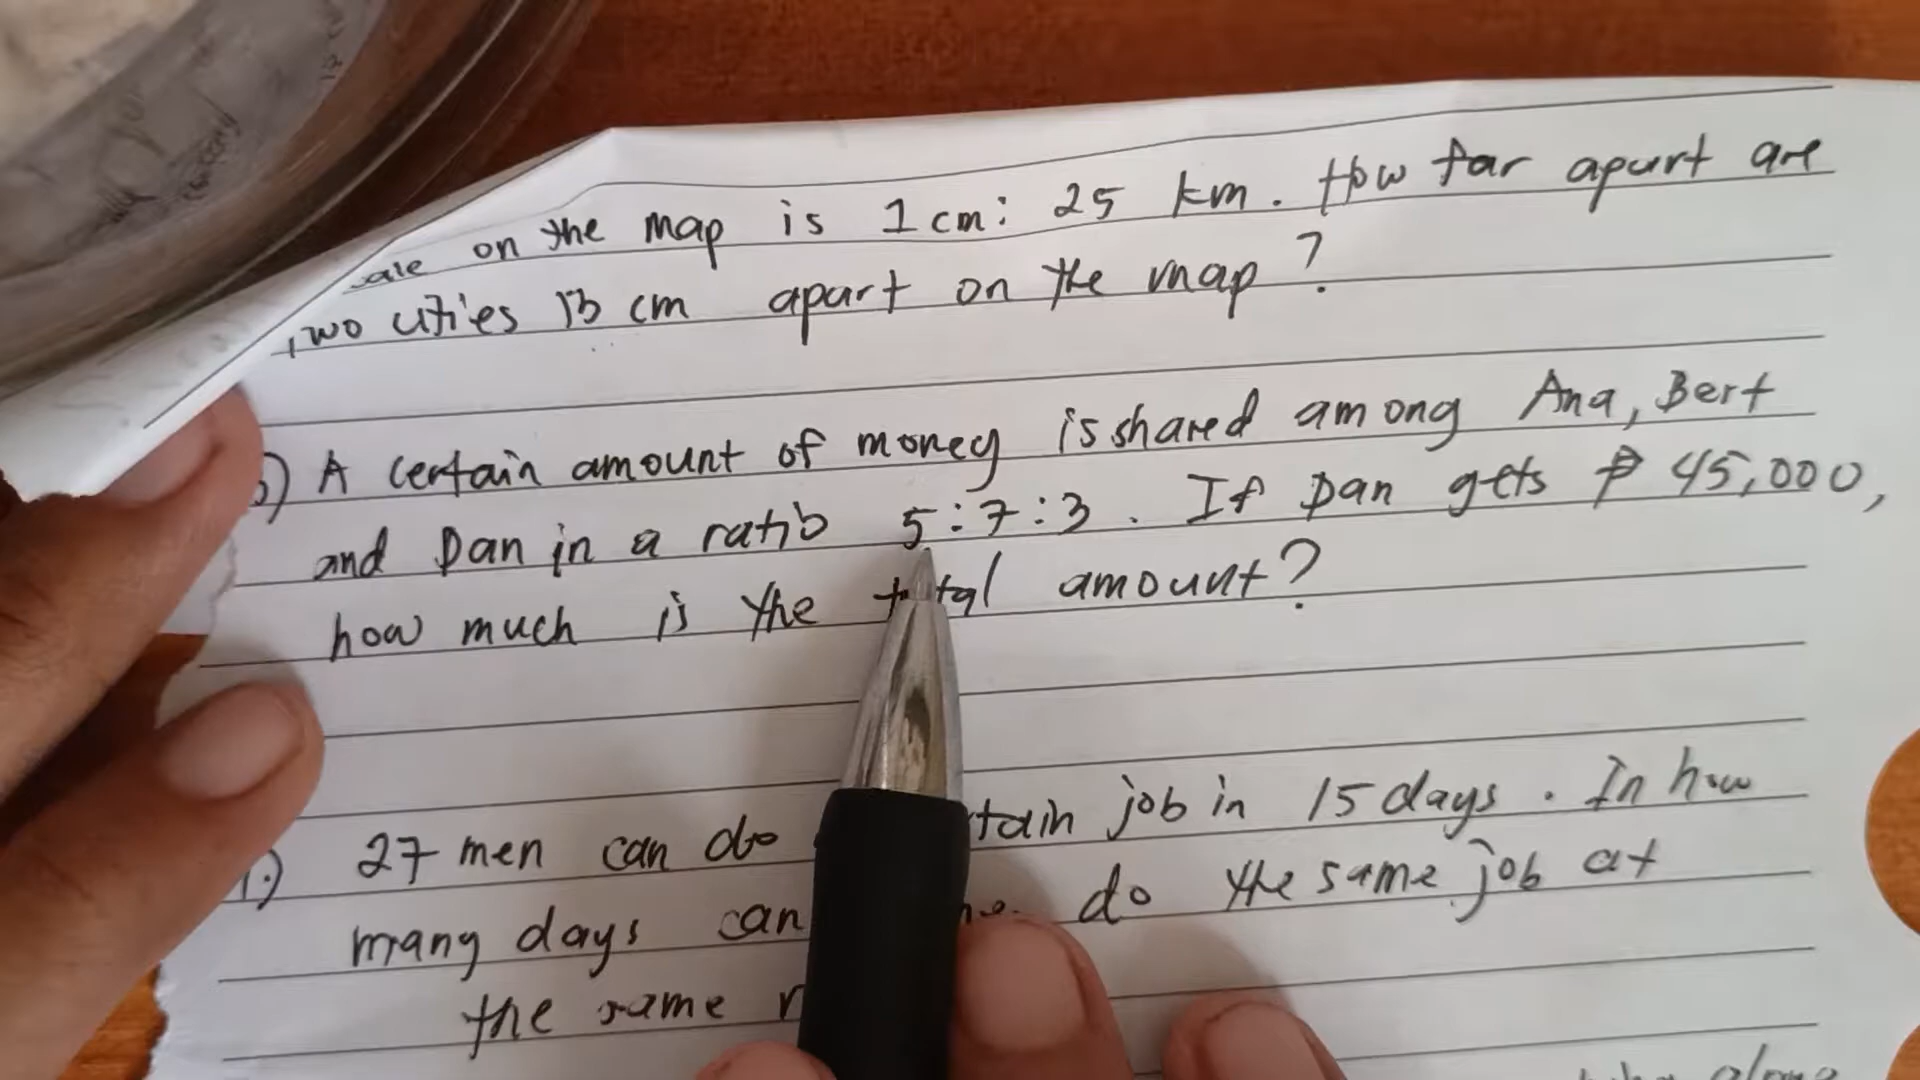 on the map is 1cm: 25 km. How far apart are
two cities 13 cm apart on the map?
A certain amount of money is shared among Ana, Bert
and Dan in a ratio 5:7:3. If Dan gets ₱ 45,000,
how much is the total amount?
27 men can do tain job in 15 days. In how
many days can do the same job at
the same
along